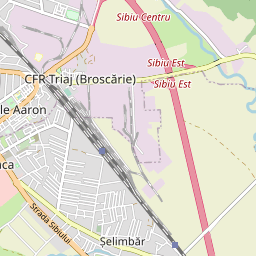 Sibiu Centru
Sibiu Est
CFR Triaj (Broscărie)
Sibiu Est
le Aaron
ca
Strada Sibiului
Șelimbăr